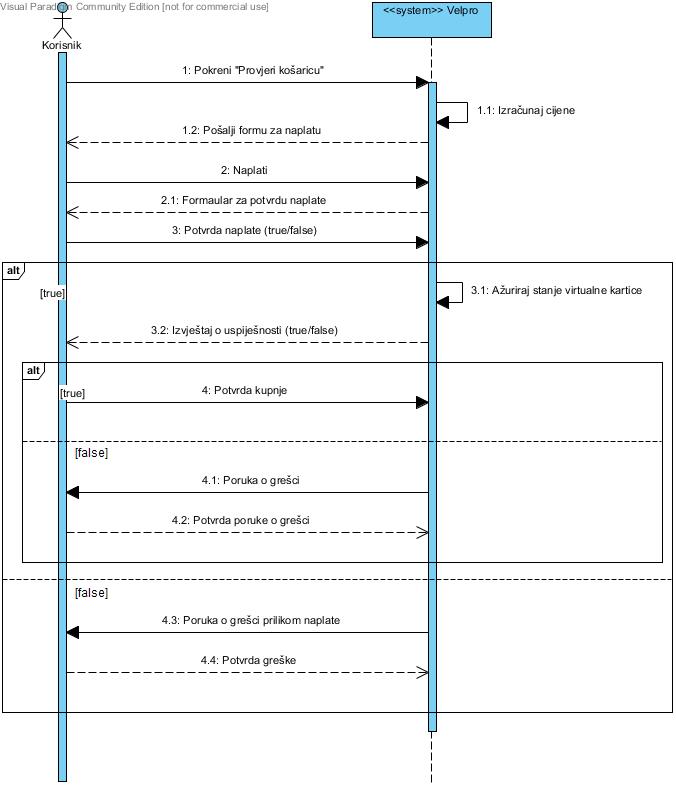 Visual Paradigm Community Edition [not for commercial use]
<<system>> Velpro
Korisnik
1: Pokreni "Provjeri košaricu"
1.1: Izračunaj cijene
1.2: Pošalji formu za naplatu
2: Naplati
2.1: Formaular za potvrdu naplate
3: Potvrda naplate (true/false)
alt
[true]
3.1: Ažuriraj stanje virtualne kartice
3.2: Izvještaj o uspiješnosti (true/false)
alt
[true]
4: Potvrda kupnje
[false]
4.1: Poruka o grešci
4.2: Potvrda poruke o grešci
[false]
4.3: Poruka o grešci prilikom naplate
4.4: Potvrda greške